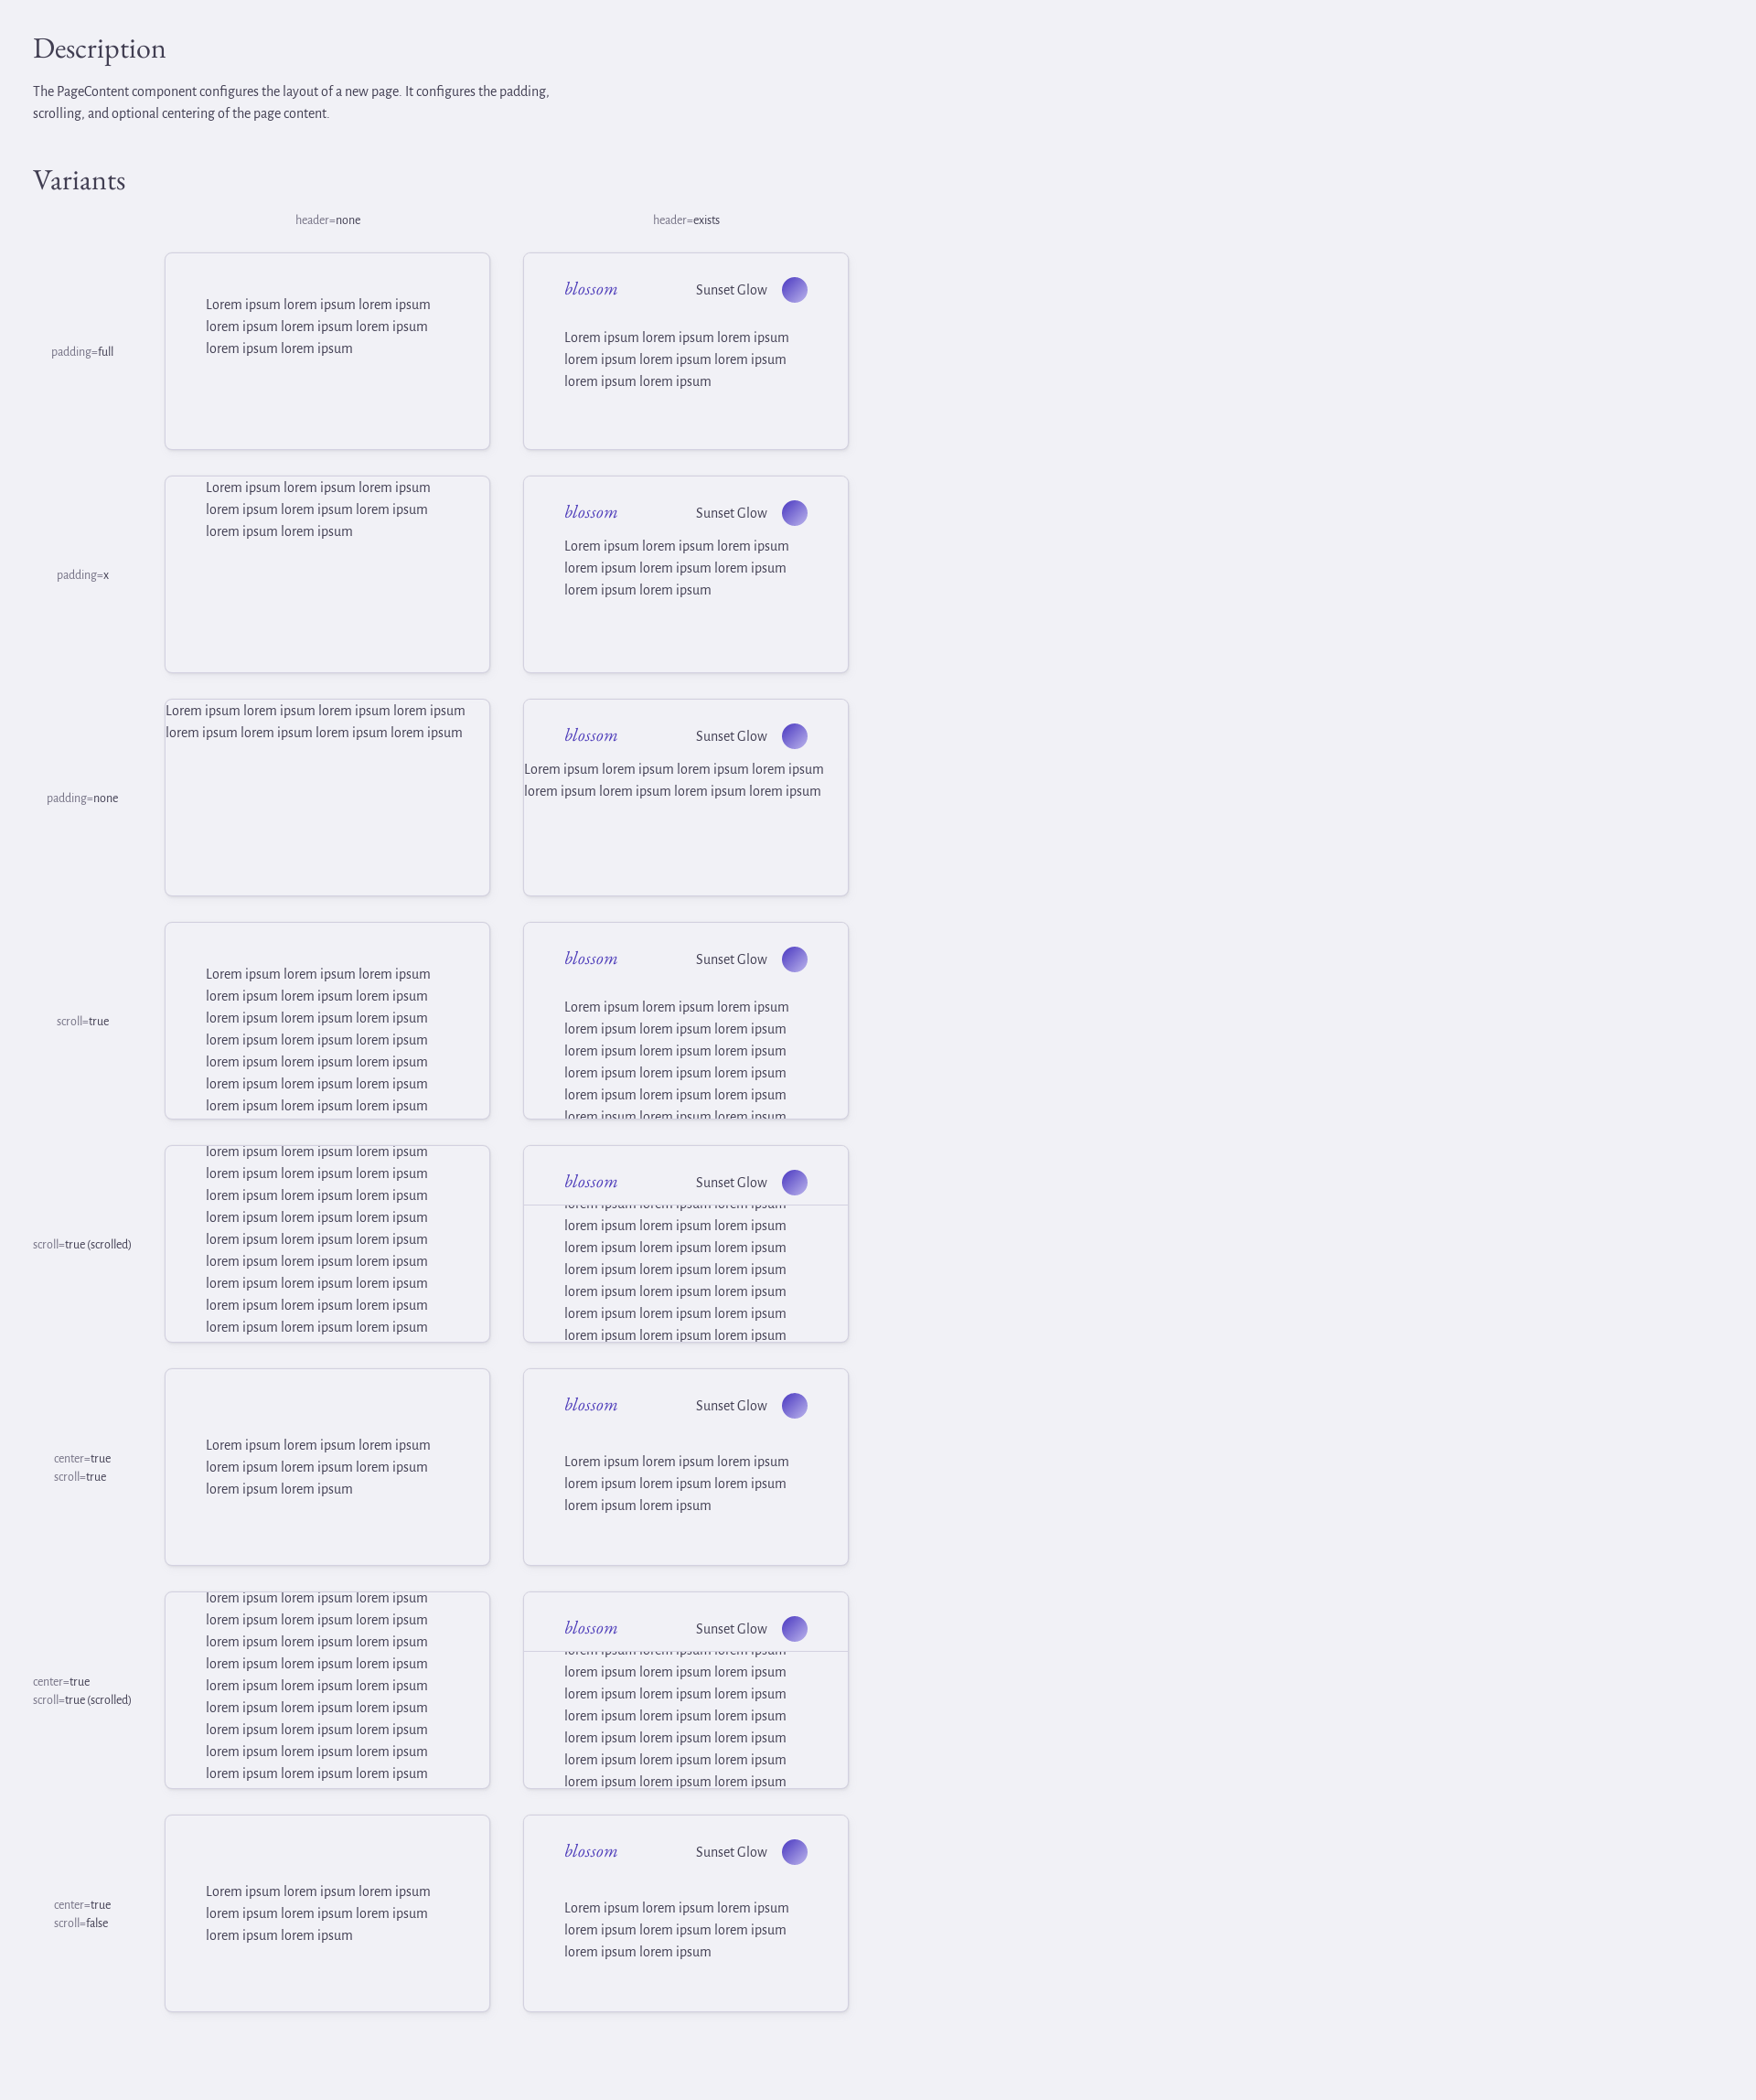 Description
The PageContent component configures the layout of a new page. It configures the padding,
scrolling, and optional centering of the page content.
Variants
header=none
header=exists
padding=full
Lorem ipsum lorem ipsum lorem ipsum
lorem ipsum lorem ipsum lorem ipsum
lorem ipsum lorem ipsum
blossom
Sunset Glow
Lorem ipsum lorem ipsum lorem ipsum
lorem ipsum lorem ipsum lorem ipsum
lorem ipsum lorem ipsum
padding=x
Lorem ipsum lorem ipsum lorem ipsum
lorem ipsum lorem ipsum lorem ipsum
lorem ipsum lorem ipsum
blossom
Sunset Glow
Lorem ipsum lorem ipsum lorem ipsum
lorem ipsum lorem ipsum lorem ipsum
lorem ipsum lorem ipsum
padding=none
Lorem ipsum lorem ipsum lorem ipsum lorem ipsum
lorem ipsum lorem ipsum lorem ipsum lorem ipsum
blossom
Sunset Glow
Lorem ipsum lorem ipsum lorem ipsum lorem ipsum
lorem ipsum lorem ipsum lorem ipsum lorem ipsum
scroll=true
Lorem ipsum lorem ipsum lorem ipsum
lorem ipsum lorem ipsum lorem ipsum
lorem ipsum lorem ipsum lorem ipsum
lorem ipsum lorem ipsum lorem ipsum
lorem ipsum lorem ipsum lorem ipsum
lorem ipsum lorem ipsum lorem ipsum
lorem ipsum lorem ipsum lorem ipsum
blossom
Sunset Glow
Lorem ipsum lorem ipsum lorem ipsum
lorem ipsum lorem ipsum lorem ipsum
lorem ipsum lorem ipsum lorem ipsum
lorem ipsum lorem ipsum lorem ipsum
lorem ipsum lorem ipsum lorem ipsum
lorem ipsum lorem ipsum lorem ipsum
scroll=true (scrolled)
lorem ipsum lorem ipsum lorem ipsum
lorem ipsum lorem ipsum lorem ipsum
lorem ipsum lorem ipsum lorem ipsum
lorem ipsum lorem ipsum lorem ipsum
lorem ipsum lorem ipsum lorem ipsum
lorem ipsum lorem ipsum lorem ipsum
lorem ipsum lorem ipsum lorem ipsum
lorem ipsum lorem ipsum lorem ipsum
lorem ipsum lorem ipsum lorem ipsum
blossom
Sunset Glow
lorem ipsum lorem ipsum lorem ipsum
lorem ipsum lorem ipsum lorem ipsum
lorem ipsum lorem ipsum lorem ipsum
lorem ipsum lorem ipsum lorem ipsum
lorem ipsum lorem ipsum lorem ipsum
lorem ipsum lorem ipsum lorem ipsum
lorem ipsum lorem ipsum lorem ipsum
center=true
scroll=true
Lorem ipsum lorem ipsum lorem ipsum
lorem ipsum lorem ipsum lorem ipsum
lorem ipsum lorem ipsum
blossom
Sunset Glow
Lorem ipsum lorem ipsum lorem ipsum
lorem ipsum lorem ipsum lorem ipsum
lorem ipsum lorem ipsum
center=true
scroll=true (scrolled)
lorem ipsum lorem ipsum lorem ipsum
lorem ipsum lorem ipsum lorem ipsum
lorem ipsum lorem ipsum lorem ipsum
lorem ipsum lorem ipsum lorem ipsum
lorem ipsum lorem ipsum lorem ipsum
lorem ipsum lorem ipsum lorem ipsum
lorem ipsum lorem ipsum lorem ipsum
lorem ipsum lorem ipsum lorem ipsum
lorem ipsum lorem ipsum lorem ipsum
blossom
Sunset Glow
lorem ipsum lorem ipsum lorem ipsum
lorem ipsum lorem ipsum lorem ipsum
lorem ipsum lorem ipsum lorem ipsum
lorem ipsum lorem ipsum lorem ipsum
lorem ipsum lorem ipsum lorem ipsum
lorem ipsum lorem ipsum lorem ipsum
lorem ipsum lorem ipsum lorem ipsum
center=true
scroll=false
Lorem ipsum lorem ipsum lorem ipsum
lorem ipsum lorem ipsum lorem ipsum
lorem ipsum lorem ipsum
blossom
Sunset Glow
Lorem ipsum lorem ipsum lorem ipsum
lorem ipsum lorem ipsum lorem ipsum
lorem ipsum lorem ipsum